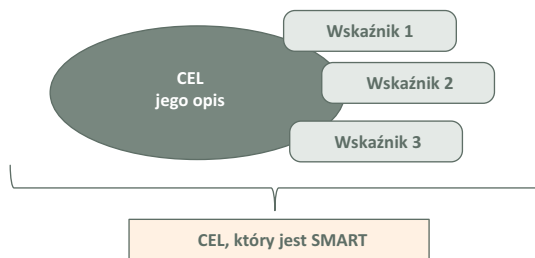 Wskaźnik 1
CEL
jego opis
Wskaźnik 2
Wskaźnik 3
CEL, który jest SMART